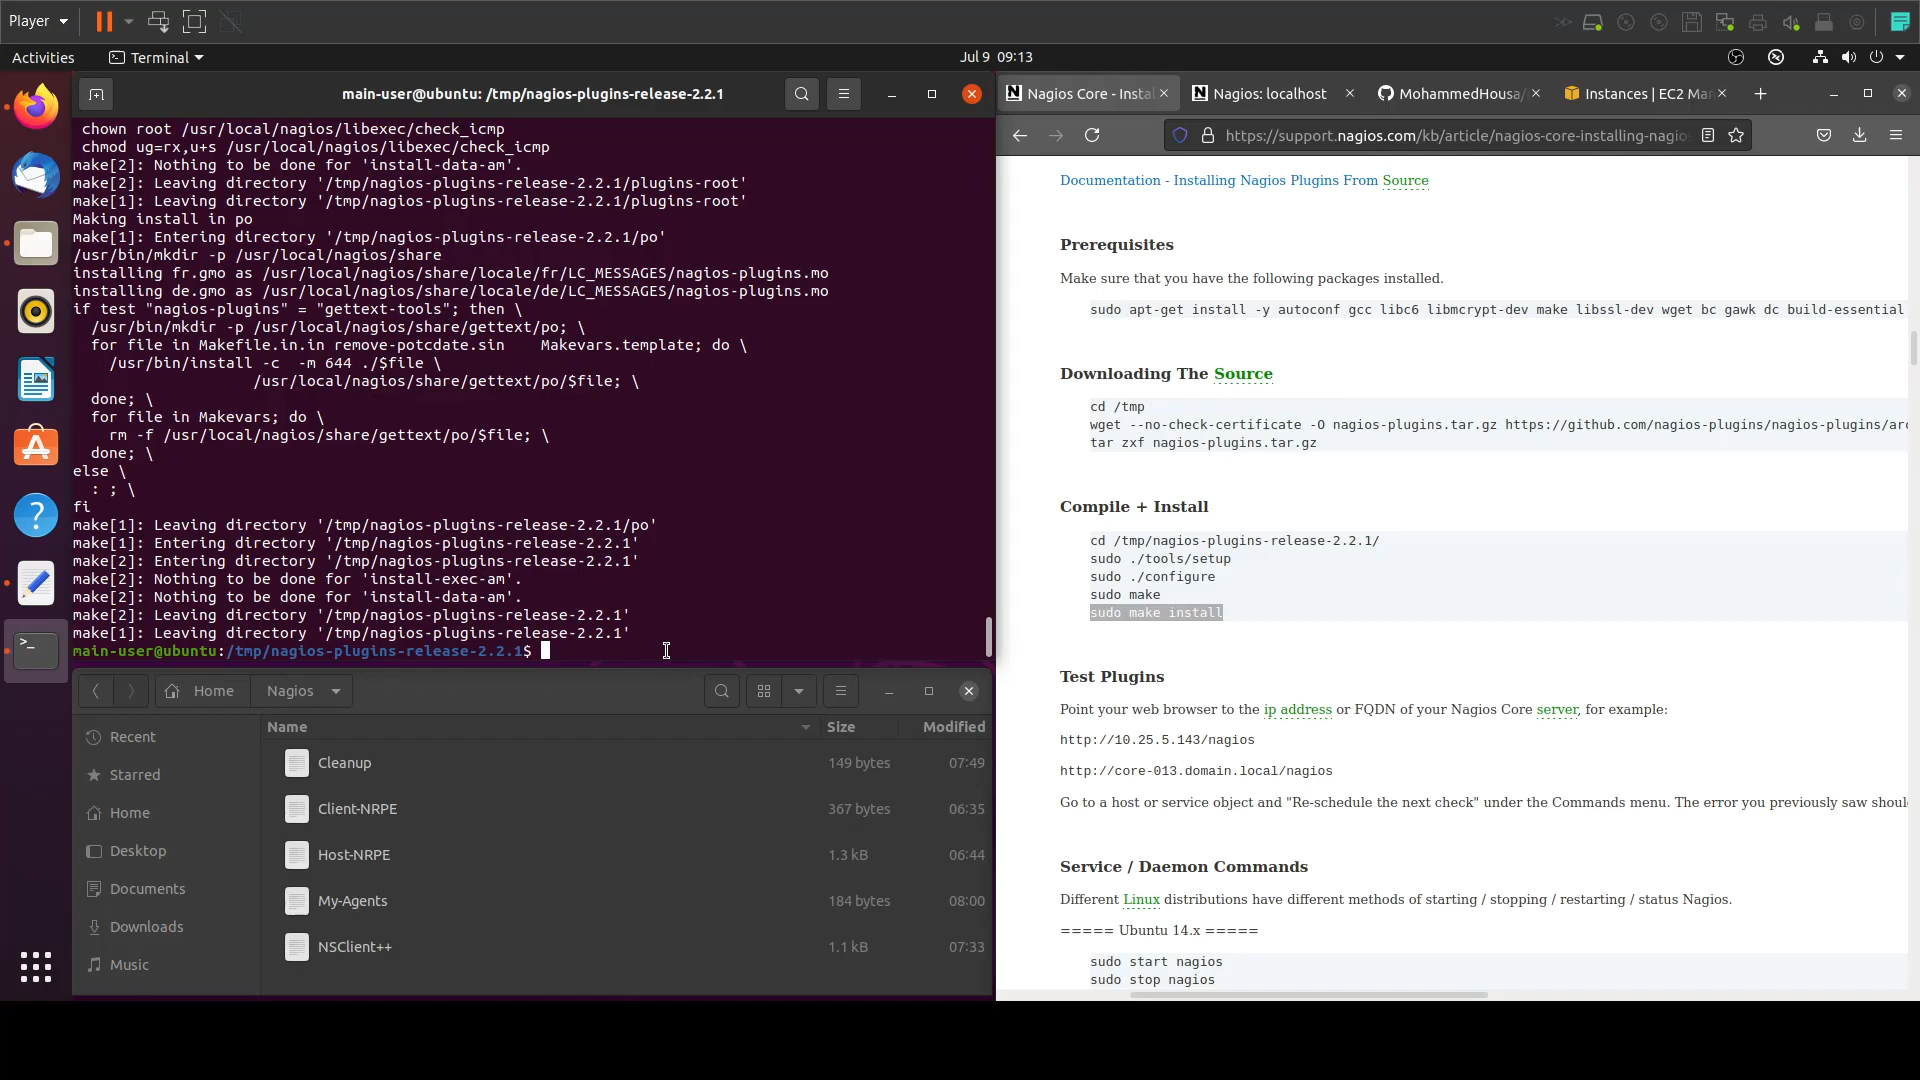 Player
Activities
Terminal
Jul 9 09:13
main-user@ubuntu: /tmp/nagios-plugins-release-2.2.1
chown root /usr/local/nagios/libexec/check_icmp
chmod ug=rx,u+s /usr/local/nagios/libexec/check_icmp
make[2]: Nothing to be done for 'install-data-am'.
make[2]: Leaving directory '/tmp/nagios-plugins-release-2.2.1/plugins-root'
make[1]: Leaving directory '/tmp/nagios-plugins-release-2.2.1/plugins-root'
Making install in po
make[1]: Entering directory '/tmp/nagios-plugins-release-2.2.1/po'
/usr/bin/mkdir -p /usr/local/nagios/share
installing fr.gmo as /usr/local/nagios/share/locale/fr/LC_MESSAGES/nagios-plugins.mo
installing de.gmo as /usr/local/nagios/share/locale/de/LC_MESSAGES/nagios-plugins.mo
if test "nagios-plugins" = "gettext-tools"; then \
/usr/bin/mkdir -p /usr/local/nagios/share/gettext/po; \
for file in Makefile.in.in remove-potcdate.sin    Makevars.template; do \
/usr/bin/install -c  -m 644 ./$file \
/usr/local/nagios/share/gettext/po/$file; \
done; \
for file in Makevars; do \
rm -f /usr/local/nagios/share/gettext/po/$file; \
done; \
else \
: ; \
fi
make[1]: Leaving directory '/tmp/nagios-plugins-release-2.2.1/po'
make[1]: Entering directory '/tmp/nagios-plugins-release-2.2.1'
make[2]: Entering directory '/tmp/nagios-plugins-release-2.2.1'
make[2]: Nothing to be done for 'install-exec-am'.
make[2]: Nothing to be done for 'install-data-am'.
make[2]: Leaving directory '/tmp/nagios-plugins-release-2.2.1'
make[1]: Leaving directory '/tmp/nagios-plugins-release-2.2.1'
main-user@ubuntu:/tmp/nagios-plugins-release-2.2.1$
Home
Nagios
Recent
Starred
Home
Desktop
Documents
Downloads
Music
Name Size Modified
Cleanup 149 bytes 07:49
Client-NRPE 367 bytes 06:35
Host-NRPE 1.3 kB 06:44
My-Agents 184 bytes 08:00
NSClient++ 1.1 kB 07:33
Nagios Core - Instal
Nagios: localhost
MohammedHousa/
Instances | EC2 Man
https://support.nagios.com/kb/article/nagios-core-installing-nagio
Documentation - Installing Nagios Plugins From Source
Prerequisites
Make sure that you have the following packages installed.
sudo apt-get install -y autoconf gcc libc6 libmcrypt-dev make libssl-dev wget bc gawk dc build-essential
Downloading The Source
cd /tmp
wget --no-check-certificate -O nagios-plugins.tar.gz https://github.com/nagios-plugins/nagios-plugins/arc
tar zxf nagios-plugins.tar.gz
Compile + Install
cd /tmp/nagios-plugins-release-2.2.1/
sudo ./tools/setup
sudo ./configure
sudo make
sudo make install
Test Plugins
Point your web browser to the ip address or FQDN of your Nagios Core server, for example:
http://10.25.5.143/nagios
http://core-013.domain.local/nagios
Go to a host or service object and "Re-schedule the next check" under the Commands menu. The error you previously saw shoul
Service / Daemon Commands
Different Linux distributions have different methods of starting / stopping / restarting / status Nagios.
===== Ubuntu 14.x =====
sudo start nagios
sudo stop nagios